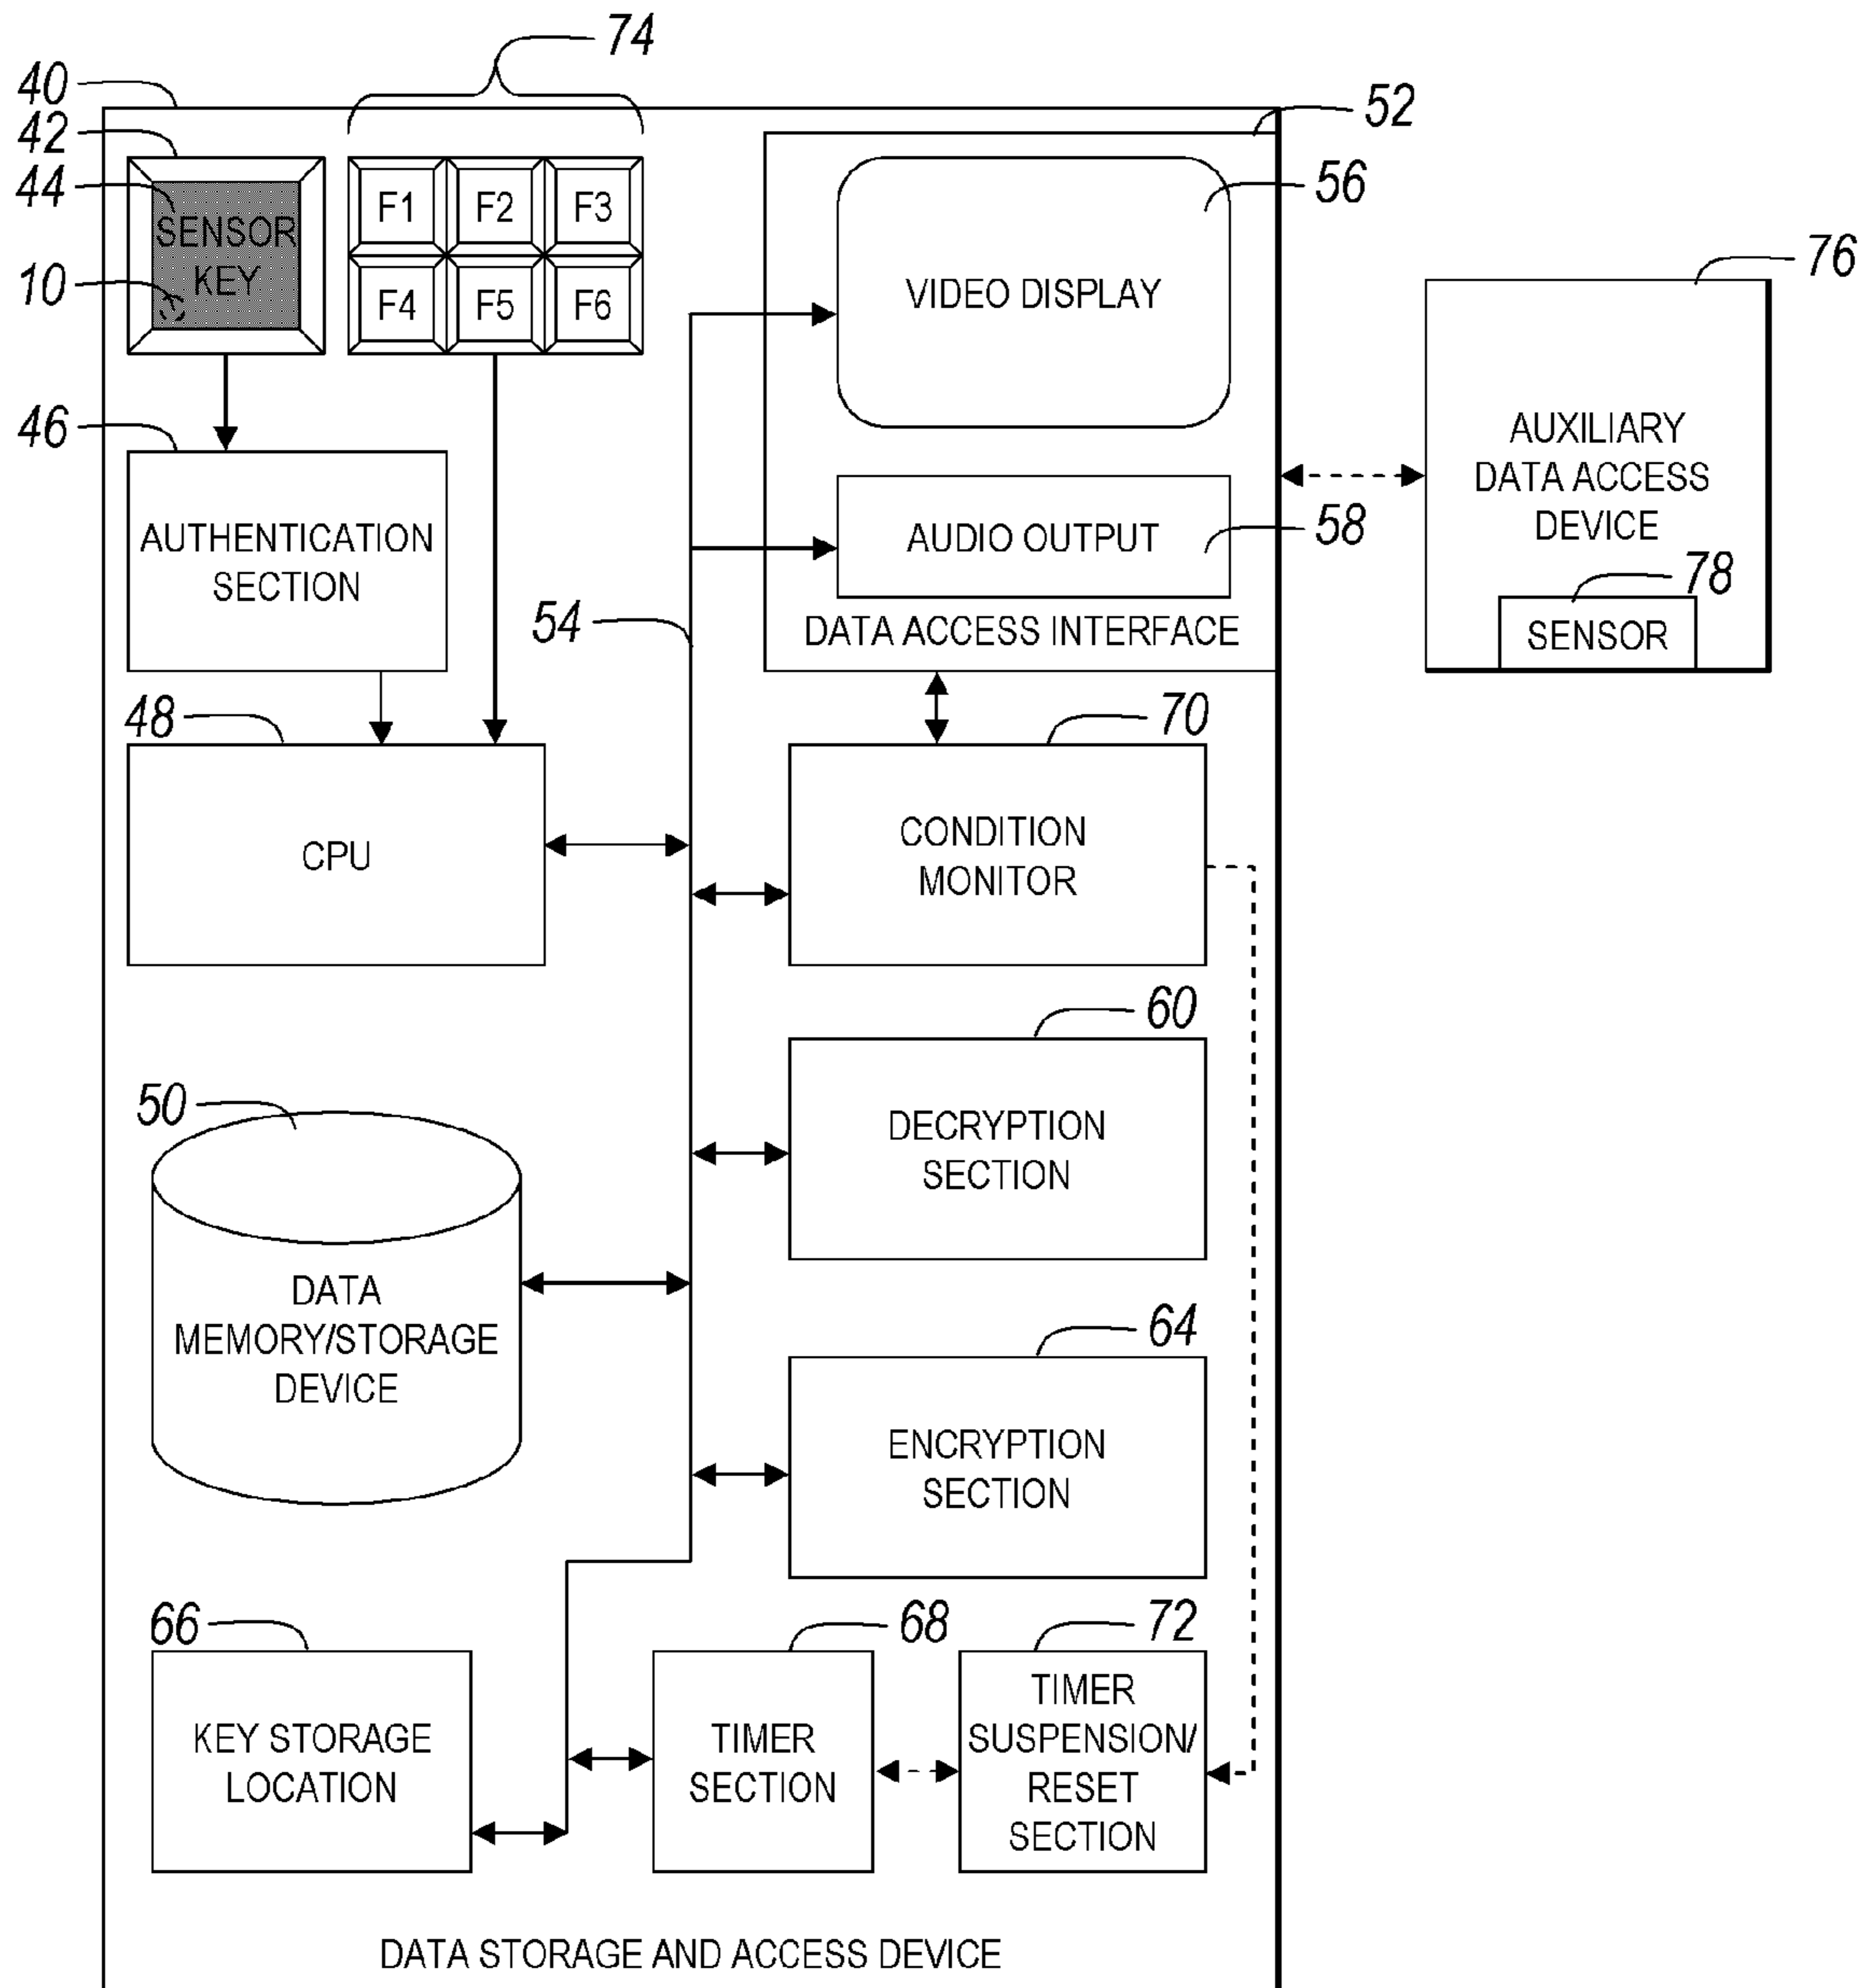 74
40
52
42
44
56
SENSOR
KEY
F1
F2
F3
10
F4
F5
F6
VIDEO DISPLAY
76
46
AUXILIARY
DATA ACCESS
DEVICE
AUTHENTICATION
SECTION
AUDIO OUTPUT
58
78
54
DATA ACCESS INTERFACE
SENSOR
48
70
CPU
CONDITION
MONITOR
60
50
DECRYPTION
SECTION
DATA
MEMORY/STORAGE
DEVICE
64
ENCRYPTION
SECTION
66
68
72
KEY STORAGE
LOCATION
TIMER
SECTION
TIMER
SUSPENSION/
RESET
SECTION
DATA STORAGE AND ACCESS DEVICE